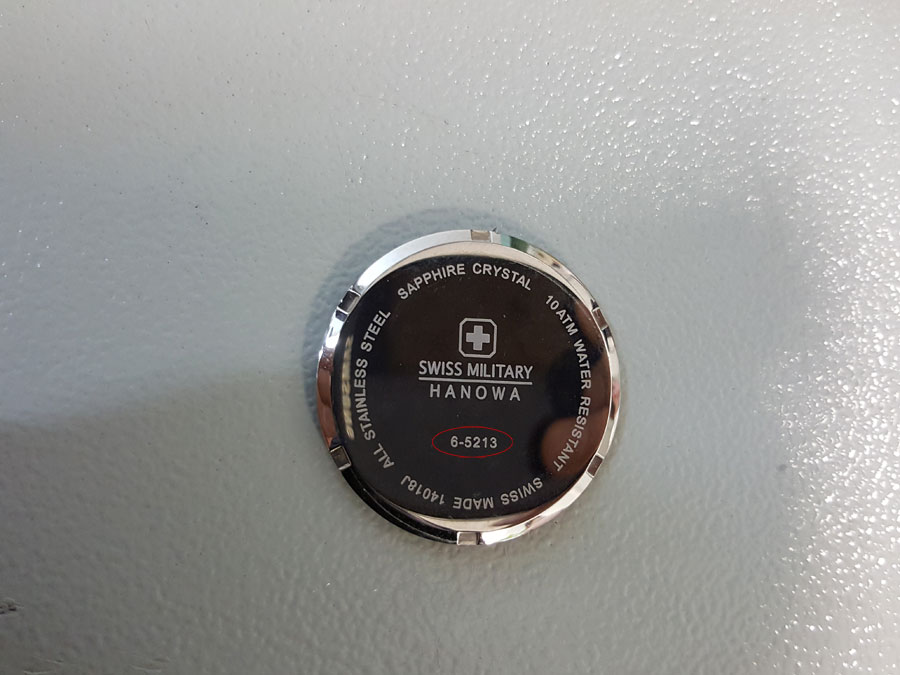 SAPPHIRE CRYSTAL
10 ATM WATER RESISTANT
SWISS MADE 14018J
ALL STAINLESS STEEL
SWISS MILITARY
HANOWA
6-5213